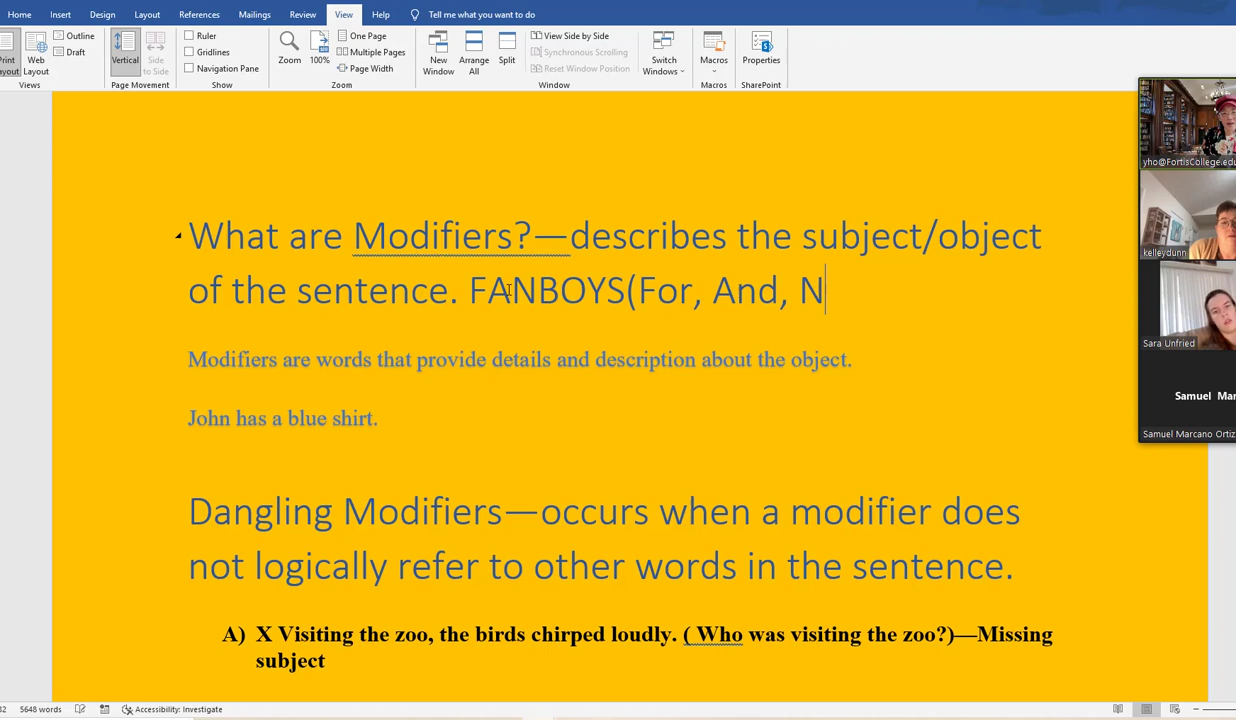 Home Insert Design Layout References Mailings Review View Help Tell me what you want to do
Outline
Draft
Print Layout
Web Layout
Views
Vertical
Side to Side
Page Movement
Ruler
Gridlines
Navigation Pane
Show
Zoom
100%
One Page
Multiple Pages
Page Width
Zoom
New Window
Arrange All
Split
View Side by Side
Synchronous Scrolling
Reset Window Position
Window
Switch Windows
Macros
Macros
Properties
SharePoint
What are Modifiers?—describes the subject/object
of the sentence. FANBOYS(For, And, N
Modifiers are words that provide details and description about the object.
John has a blue shirt.
Dangling Modifiers—occurs when a modifier does
not logically refer to other words in the sentence.
A) X Visiting the zoo, the birds chirped loudly. ( Who was visiting the zoo?)—Missing
subject
yho@FortisCollege.edu
kelleydunn
Sara Unfried
Samuel Mar
Samuel Marcano Ortiz
32 5648 words Accessibility: Investigate